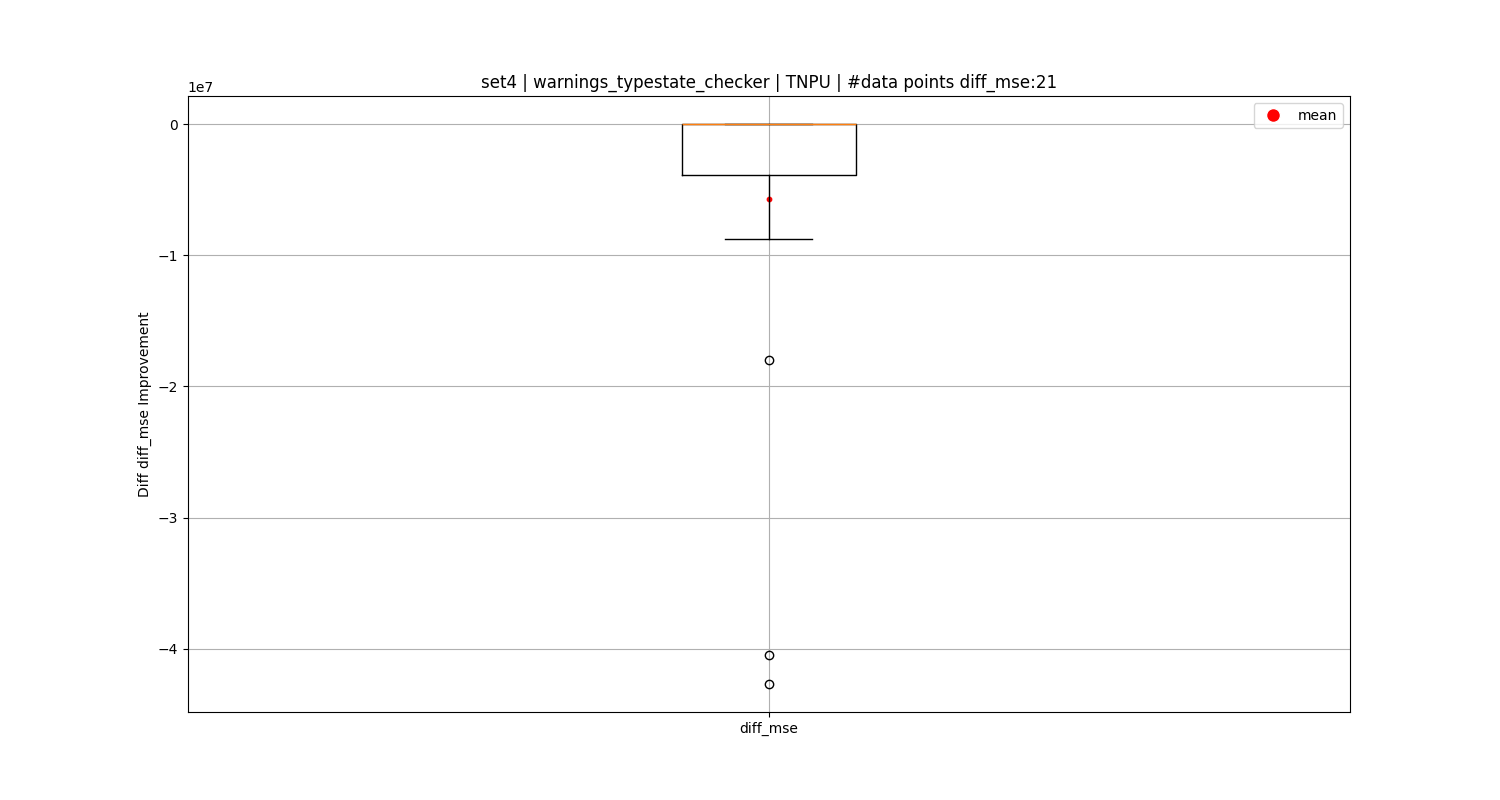 set4 | warnings_typestate_checker | TNPU | #data points diff_mse:21
1e7
mean
0
−1
−2
−3
−4
Diff diff_mse Improvement
diff_mse